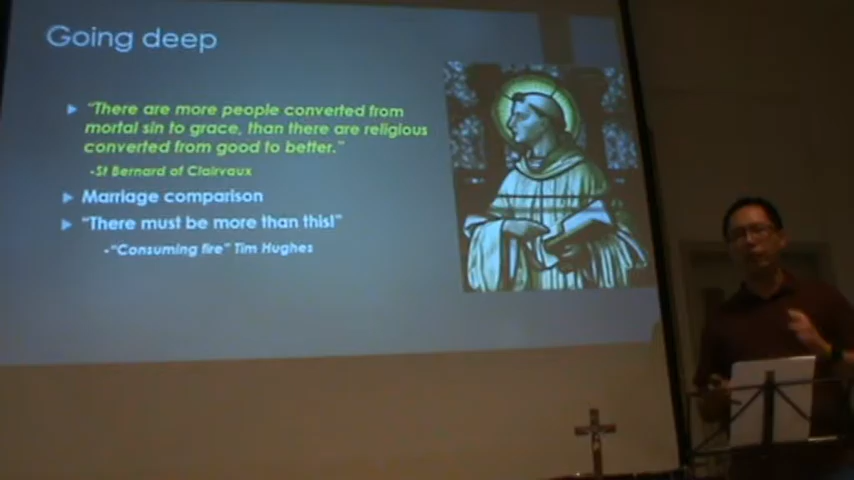 Going deep
"There are more people converted from
mortal sin to grace, than there are religious
converted from good to better."
-St Bernard of Clairvaux
Marriage comparison
"There must be more than this!"
-"Consuming fire" Tim Hughes